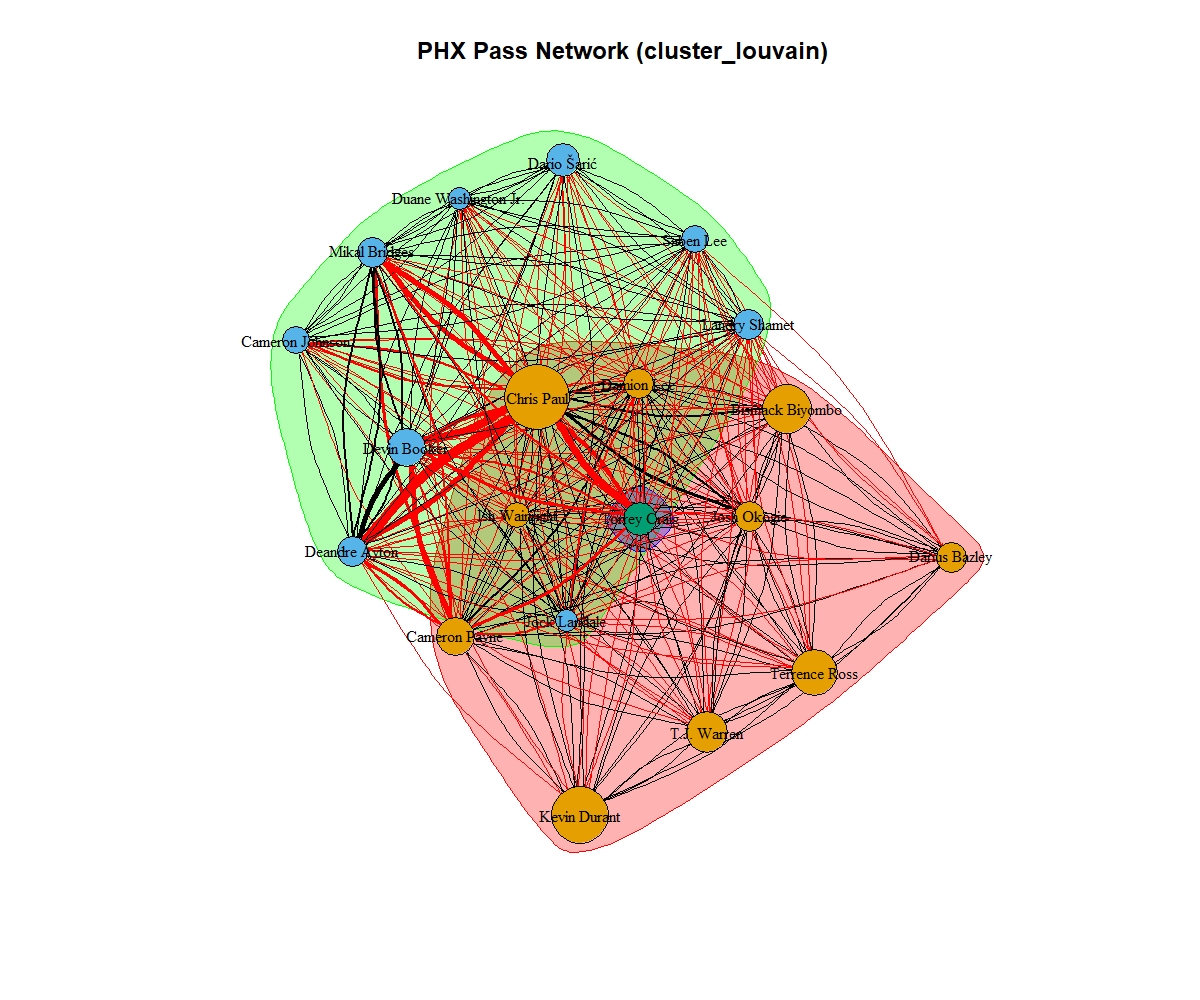 PHX Pass Network (cluster_louvain)
Dario Šarić
Duane Washington Jr.
Saben Lee
Mikal Bridges
Landry Shamet
Cameron Johnson
Damion Lee
Chris Paul
Bismack Biyombo
Devin Booker
Ish Wainright
Torrey Craig
Josh Okogie
Deandre Ayton
Darius Bazley
Jock Landale
Cameron Payne
Terrence Ross
T.J. Warren
Kevin Durant